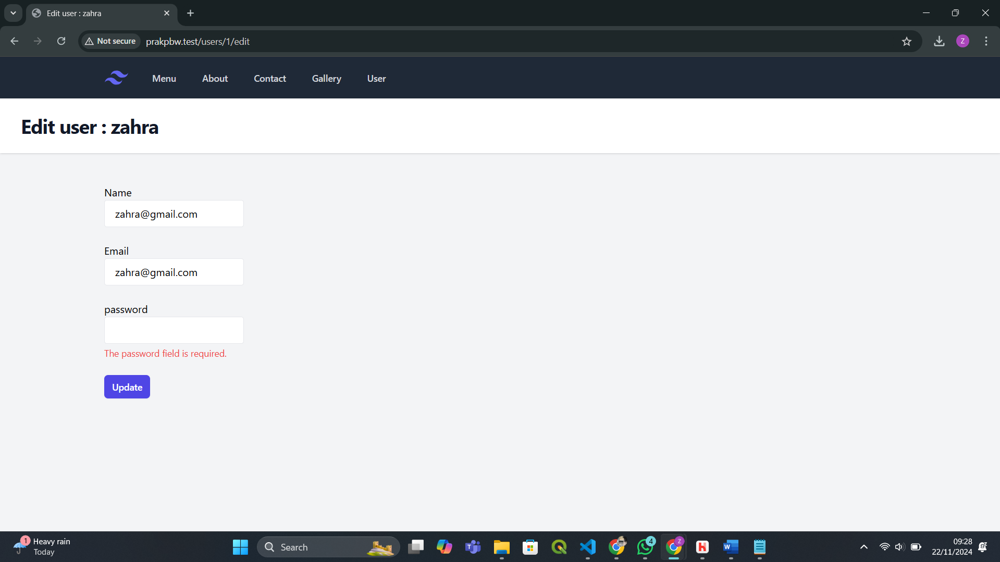 Edit user : zahra
Not secure
prakpbw.test/users/1/edit
Z
Menu
About
Contact
Gallery
User
Edit user : zahra
Name
zahra@gmail.com
Email
zahra@gmail.com
password
The password field is required.
Update
1
Heavy rain
Today
Search
T
4
Z
H
W
09:28
22/11/2024